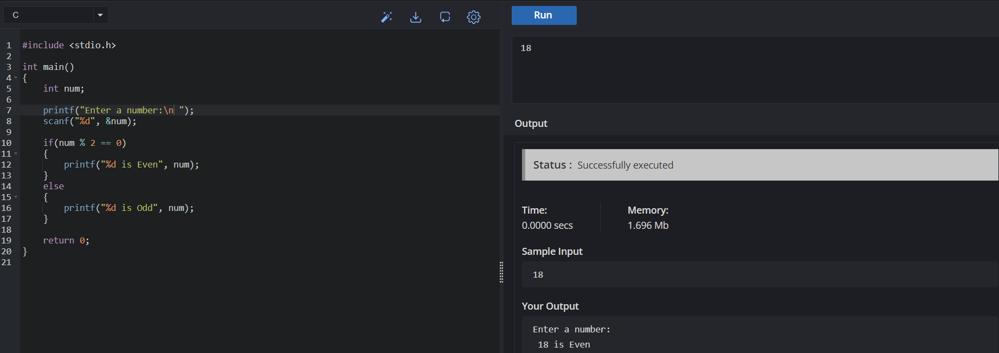 C
1 #include <stdio.h>
2
3 int main()
4 {
5     int num;
6
7     printf("Enter a number:\n ");
8     scanf("%d", &num);
9
10     if(num % 2 == 0)
11     {
12         printf("%d is Even", num);
13     }
14     else
15     {
16         printf("%d is Odd", num);
17     }
18
19     return 0;
20 }
21
Run
18
Output
Status : Successfully executed
Time: Memory:
0.0000 secs 1.696 Mb
Sample Input
18
Your Output
Enter a number:
 18 is Even